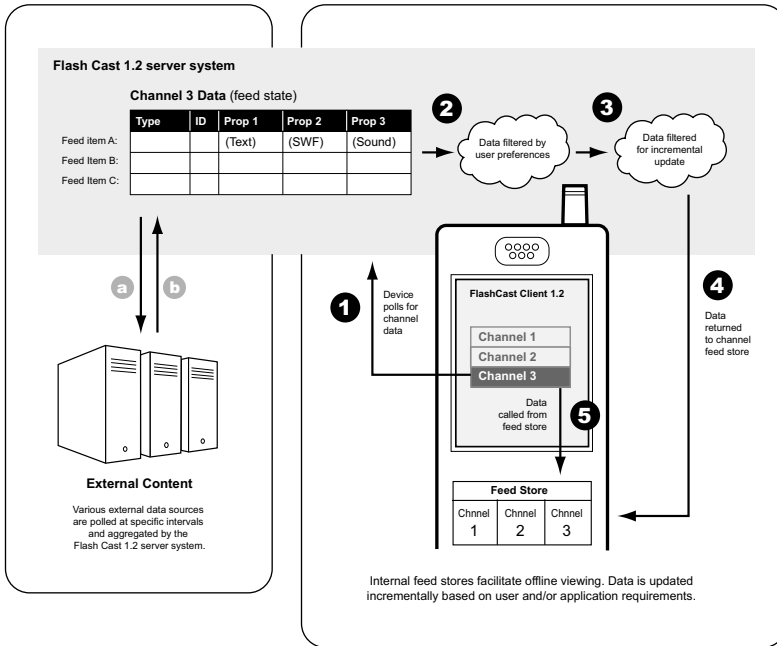 Flash Cast 1.2 server system
Channel 3 Data (feed state)
Type ID Prop 1 Prop 2 Prop 3
Feed item A: (Text) (SWF) (Sound)
Feed Item B:
Feed Item C:
2
Data filtered by
user preferences
3
Data filtered
for incremental
update
a
b
1
Device
polls for
channel
data
FlashCast Client 1.2
Channel 1
Channel 2
Channel 3
Data
called from
feed store
5
4
Data
returned
to channel
feed store
Feed Store
Chnnel Chnnel Chnnel
1 2 3
External Content
Various external data sources
are polled at specific intervals
and aggregated by the
Flash Cast 1.2 server system.
Internal feed stores facilitate offline viewing. Data is updated
incrementally based on user and/or application requirements.